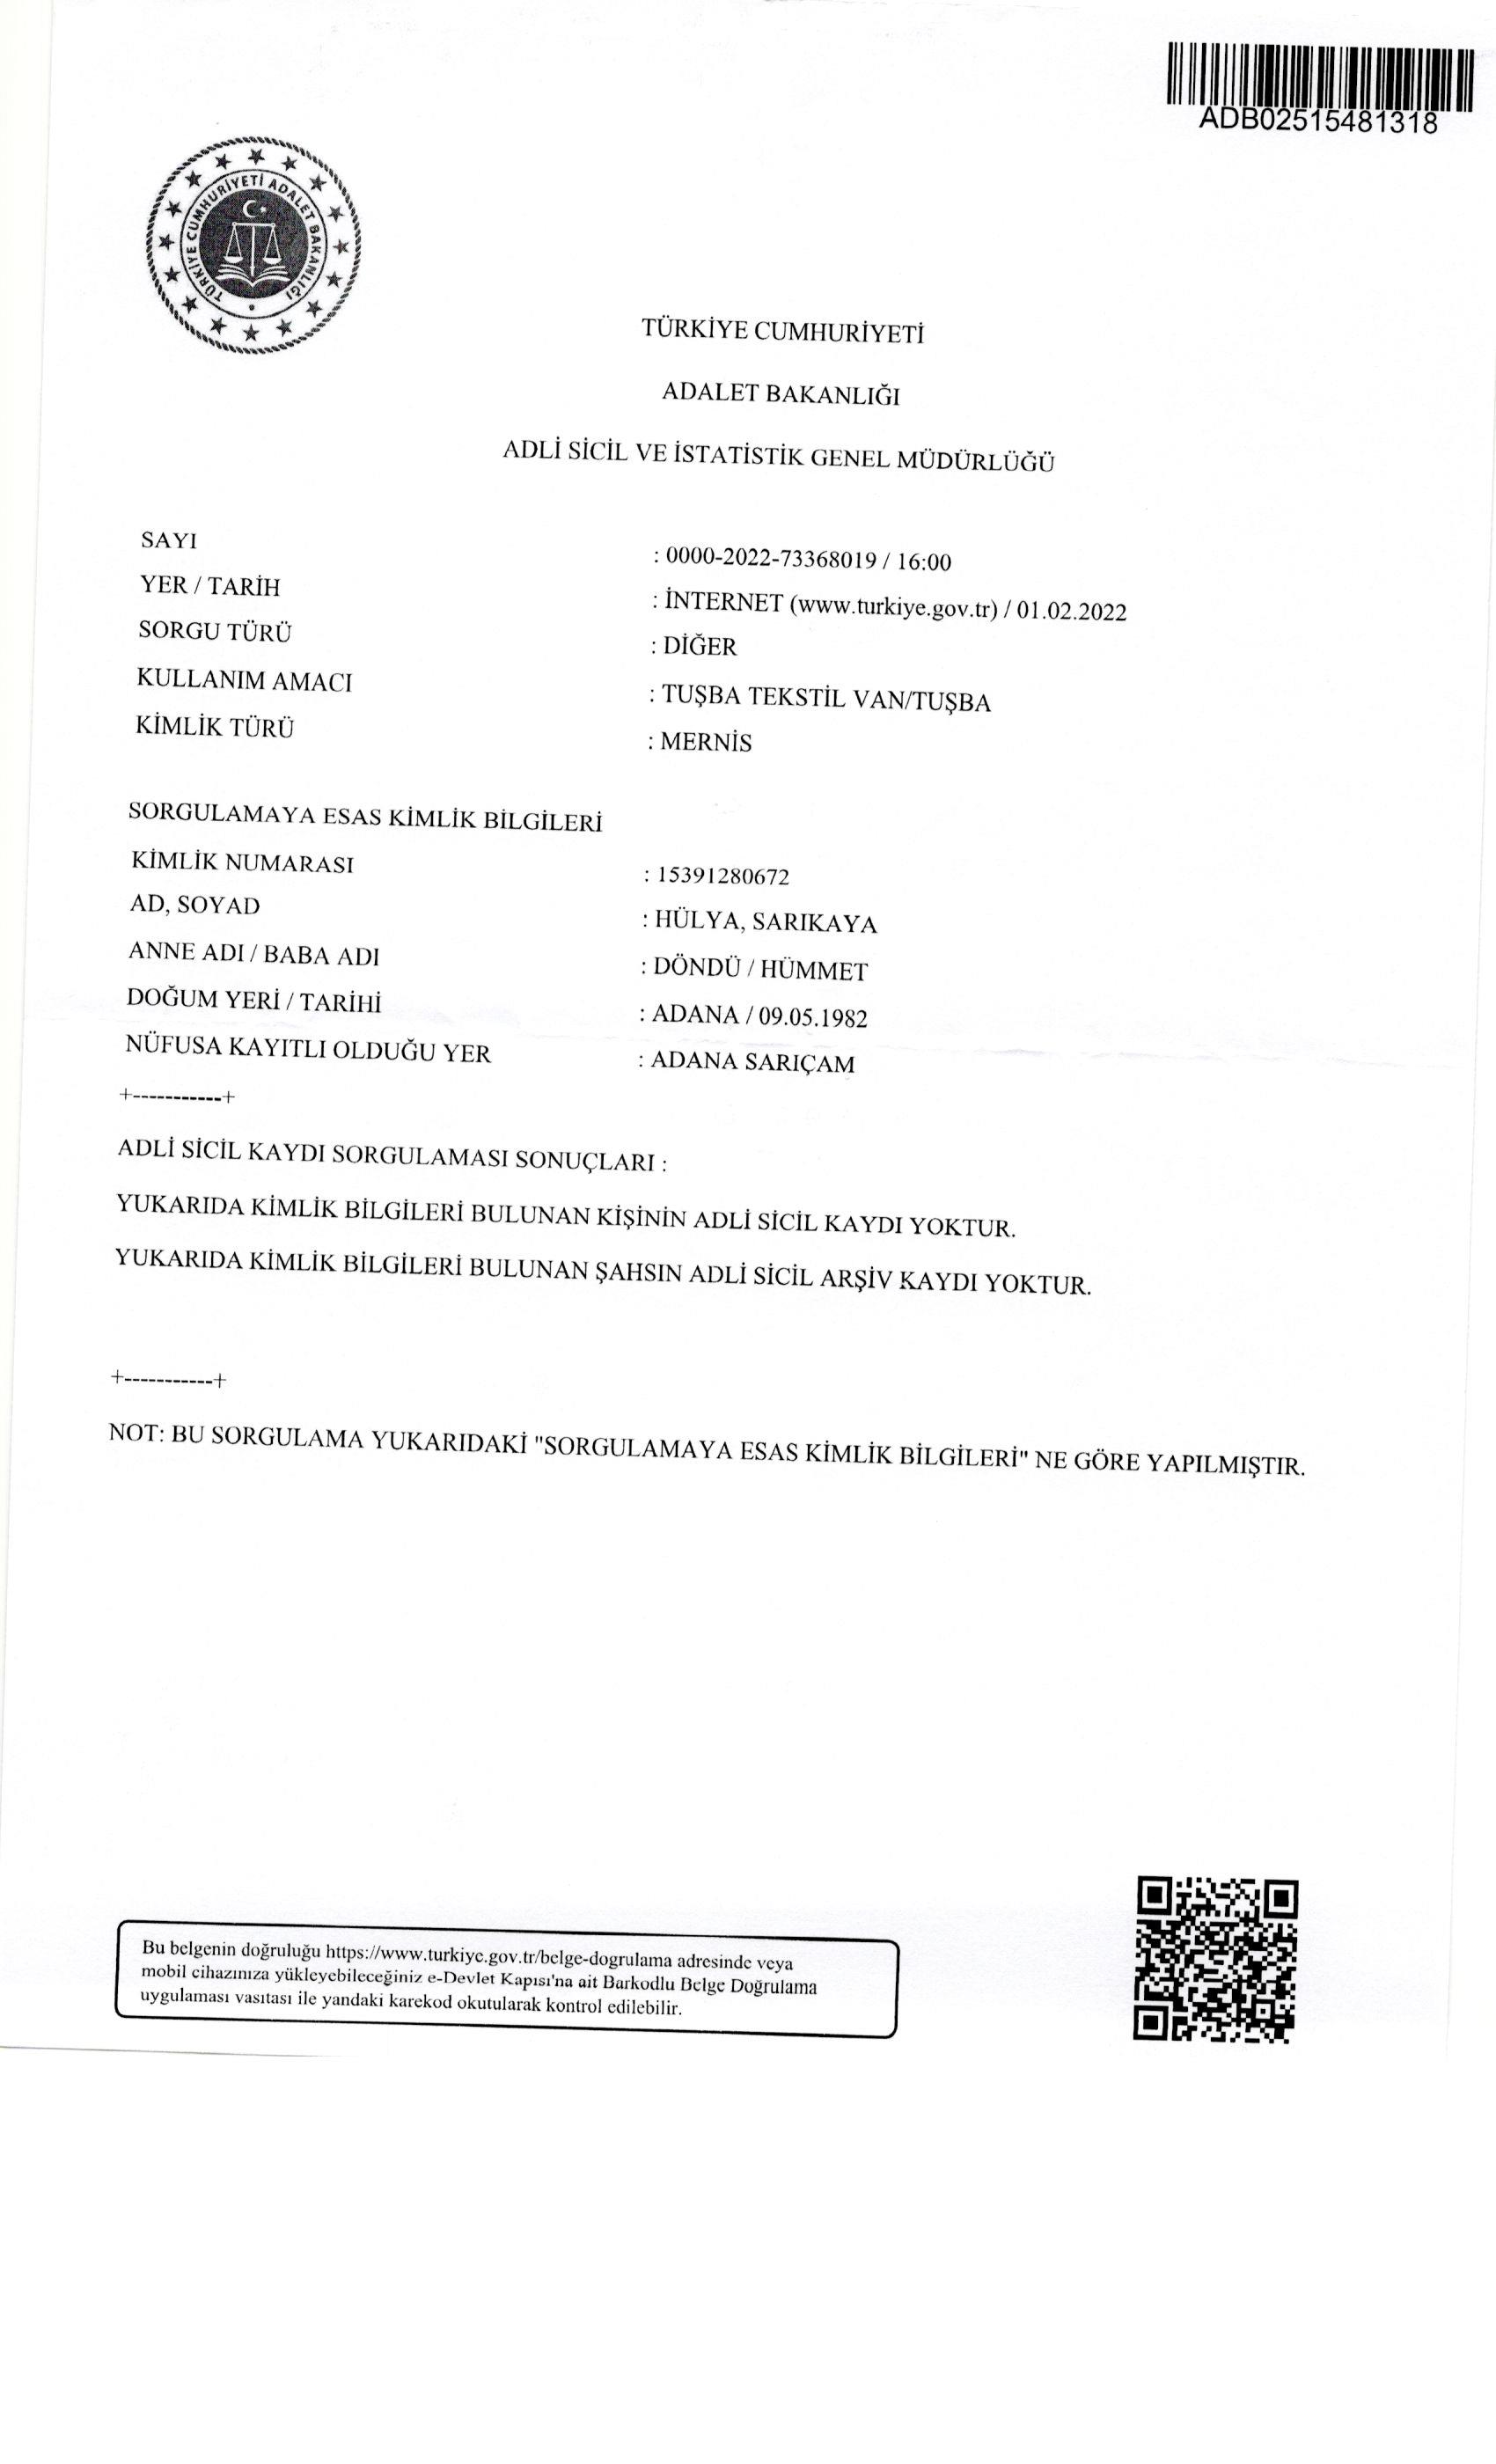 ADB02515481318
TÜRKİYE CUMHURİYETİ ADALET BAKANLIĞI
TÜRKİYE CUMHURİYETİ
ADALET BAKANLIĞI
ADLİ SİCİL VE İSTATİSTİK GENEL MÜDÜRLÜĞÜ
SAYI : 0000-2022-73368019 / 16:00
YER / TARİH : İNTERNET (www.turkiye.gov.tr) / 01.02.2022
SORGU TÜRÜ : DİĞER
KULLANIM AMACI : TUŞBA TEKSTİL VAN/TUŞBA
KİMLİK TÜRÜ : MERNİS
SORGULAMAYA ESAS KİMLİK BİLGİLERİ
KİMLİK NUMARASI : 15391280672
AD, SOYAD : HÜLYA, SARIKAYA
ANNE ADI / BABA ADI : DÖNDÜ / HÜMMET
DOĞUM YERİ / TARİHİ : ADANA / 09.05.1982
NÜFUSA KAYITLI OLDUĞU YER : ADANA SARIÇAM
+-----------+
ADLİ SİCİL KAYDI SORGULAMASI SONUÇLARI :
YUKARIDA KİMLİK BİLGİLERİ BULUNAN KİŞİNİN ADLİ SİCİL KAYDI YOKTUR.
YUKARIDA KİMLİK BİLGİLERİ BULUNAN ŞAHSIN ADLİ SİCİL ARŞİV KAYDI YOKTUR.
+-----------+
NOT: BU SORGULAMA YUKARIDAKİ "SORGULAMAYA ESAS KİMLİK BİLGİLERİ" NE GÖRE YAPILMIŞTIR.
Bu belgenin doğruluğu https://www.turkiye.gov.tr/belge-dogrulama adresinde veya
mobil cihazınıza yükleyebileceğiniz e-Devlet Kapısı'na ait Barkodlu Belge Doğrulama
uygulaması vasıtası ile yandaki karekod okutularak kontrol edilebilir.